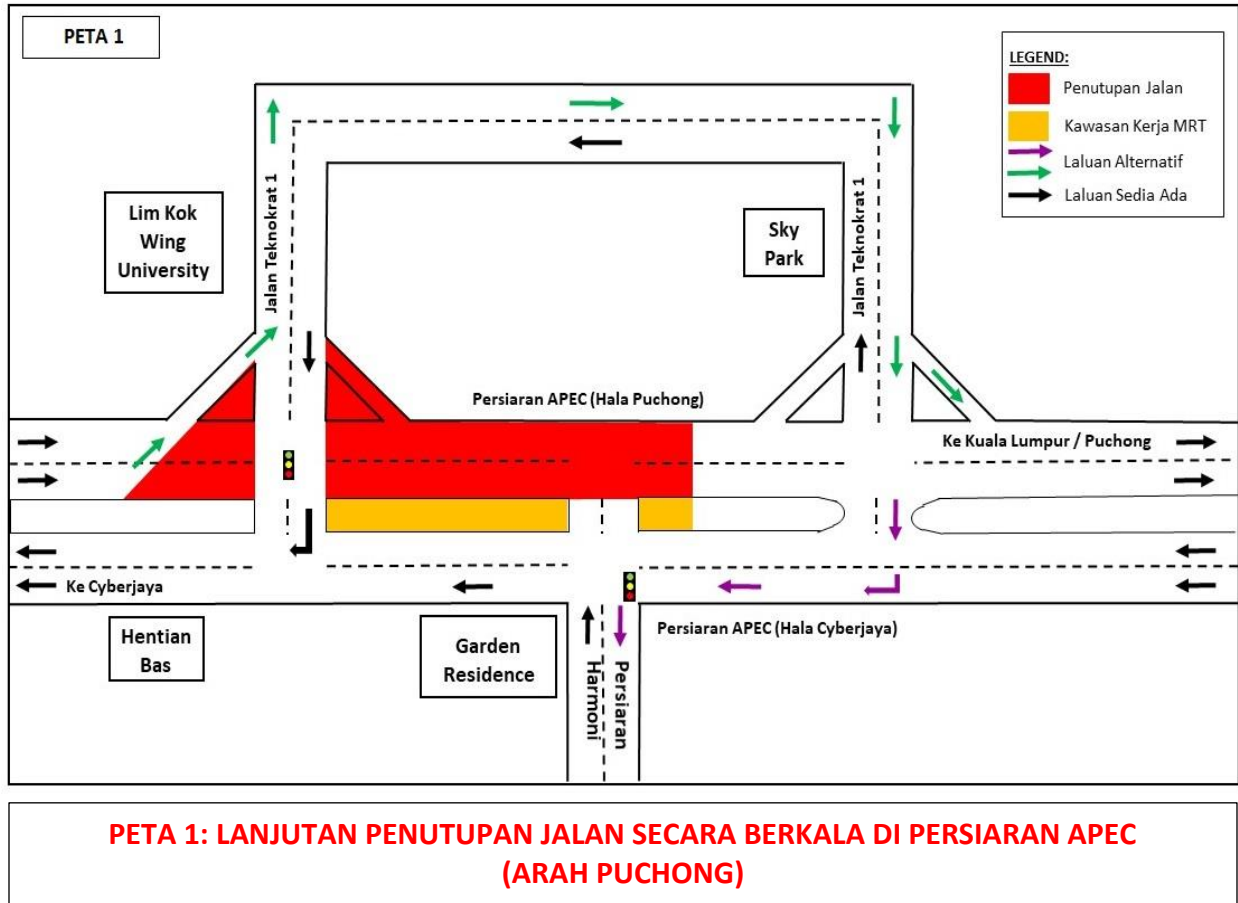 PETA 1
LEGEND:
Penutupan Jalan
Kawasan Kerja MRT
Laluan Alternatif
Laluan Sedia Ada
Lim Kok
Wing
University
Jalan Teknokrat 1
Sky
Park
Jalan Teknokrat 1
Persiaran APEC (Hala Puchong)
Ke Kuala Lumpur / Puchong
Ke Cyberjaya
Hentian
Bas
Garden
Residence
Persiaran
Harmoni
Persiaran APEC (Hala Cyberjaya)
PETA 1: LANJUTAN PENUTUPAN JALAN SECARA BERKALA DI PERSIARAN APEC
(ARAH PUCHONG)